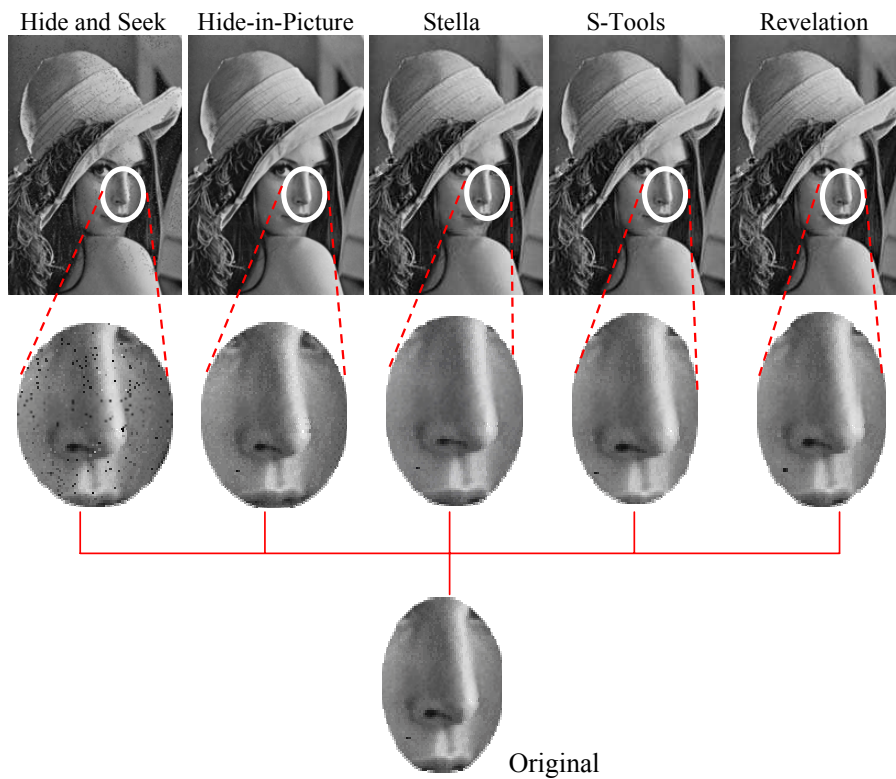 Hide and Seek
Hide-in-Picture
Stella
S-Tools
Revelation
Original